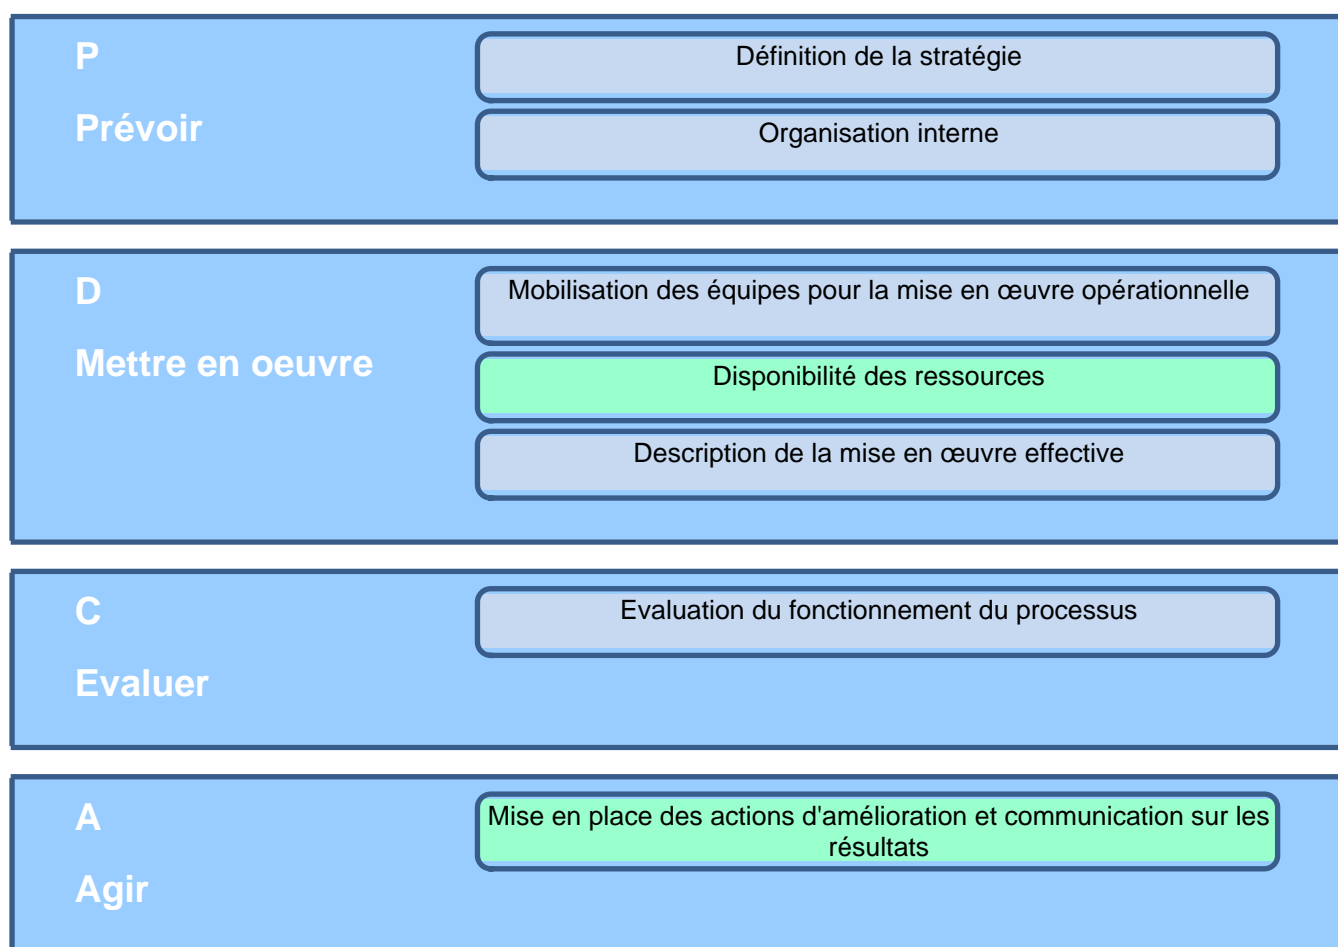 P
Définition de la stratégie
Prévoir
Organisation interne
D
Mobilisation des équipes pour la mise en œuvre opérationnelle
Mettre en oeuvre
Disponibilité des ressources
Description de la mise en œuvre effective
C
Evaluation du fonctionnement du processus
Evaluer
A
Mise en place des actions d'amélioration et communication sur les
résultats
Agir